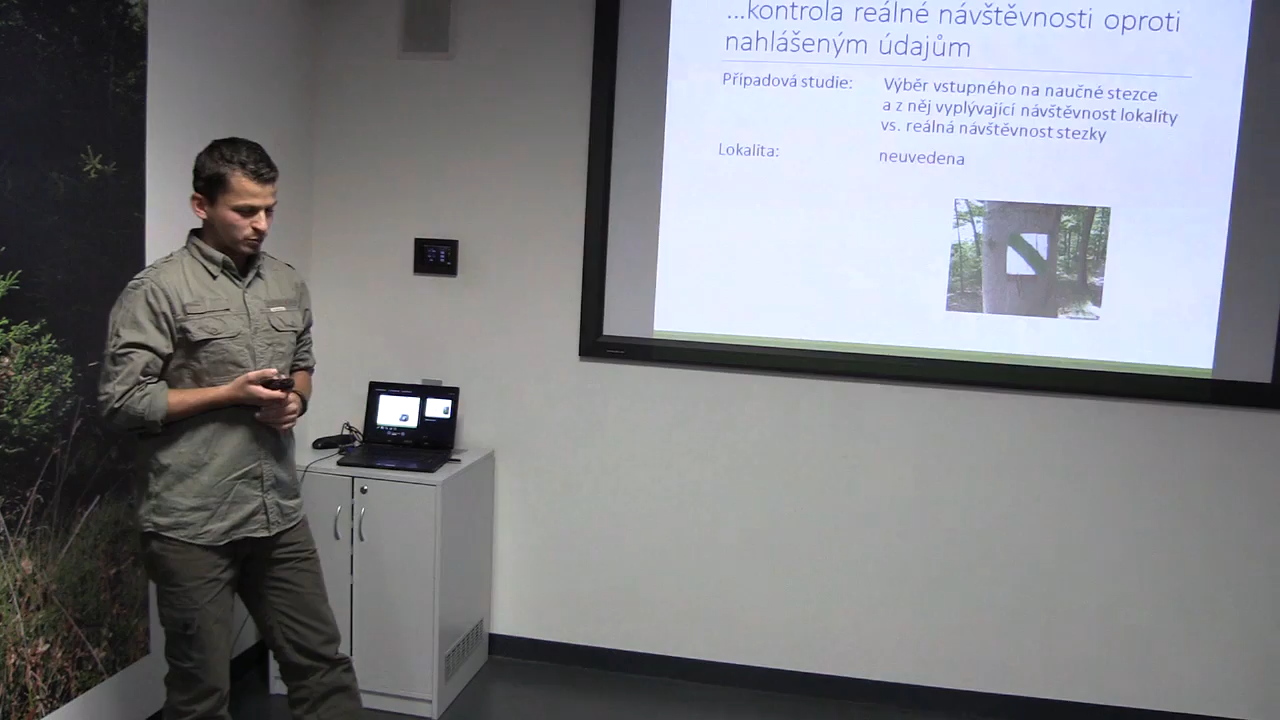 ...kontrola reálné návštěvnosti oproti
nahlášeným údajům
Případová studie: Výběr vstupného na naučné stezce
a z něj vyplývající návštěvnost lokality
vs. reálná návštěvnost stezky
Lokalita: neuvedena